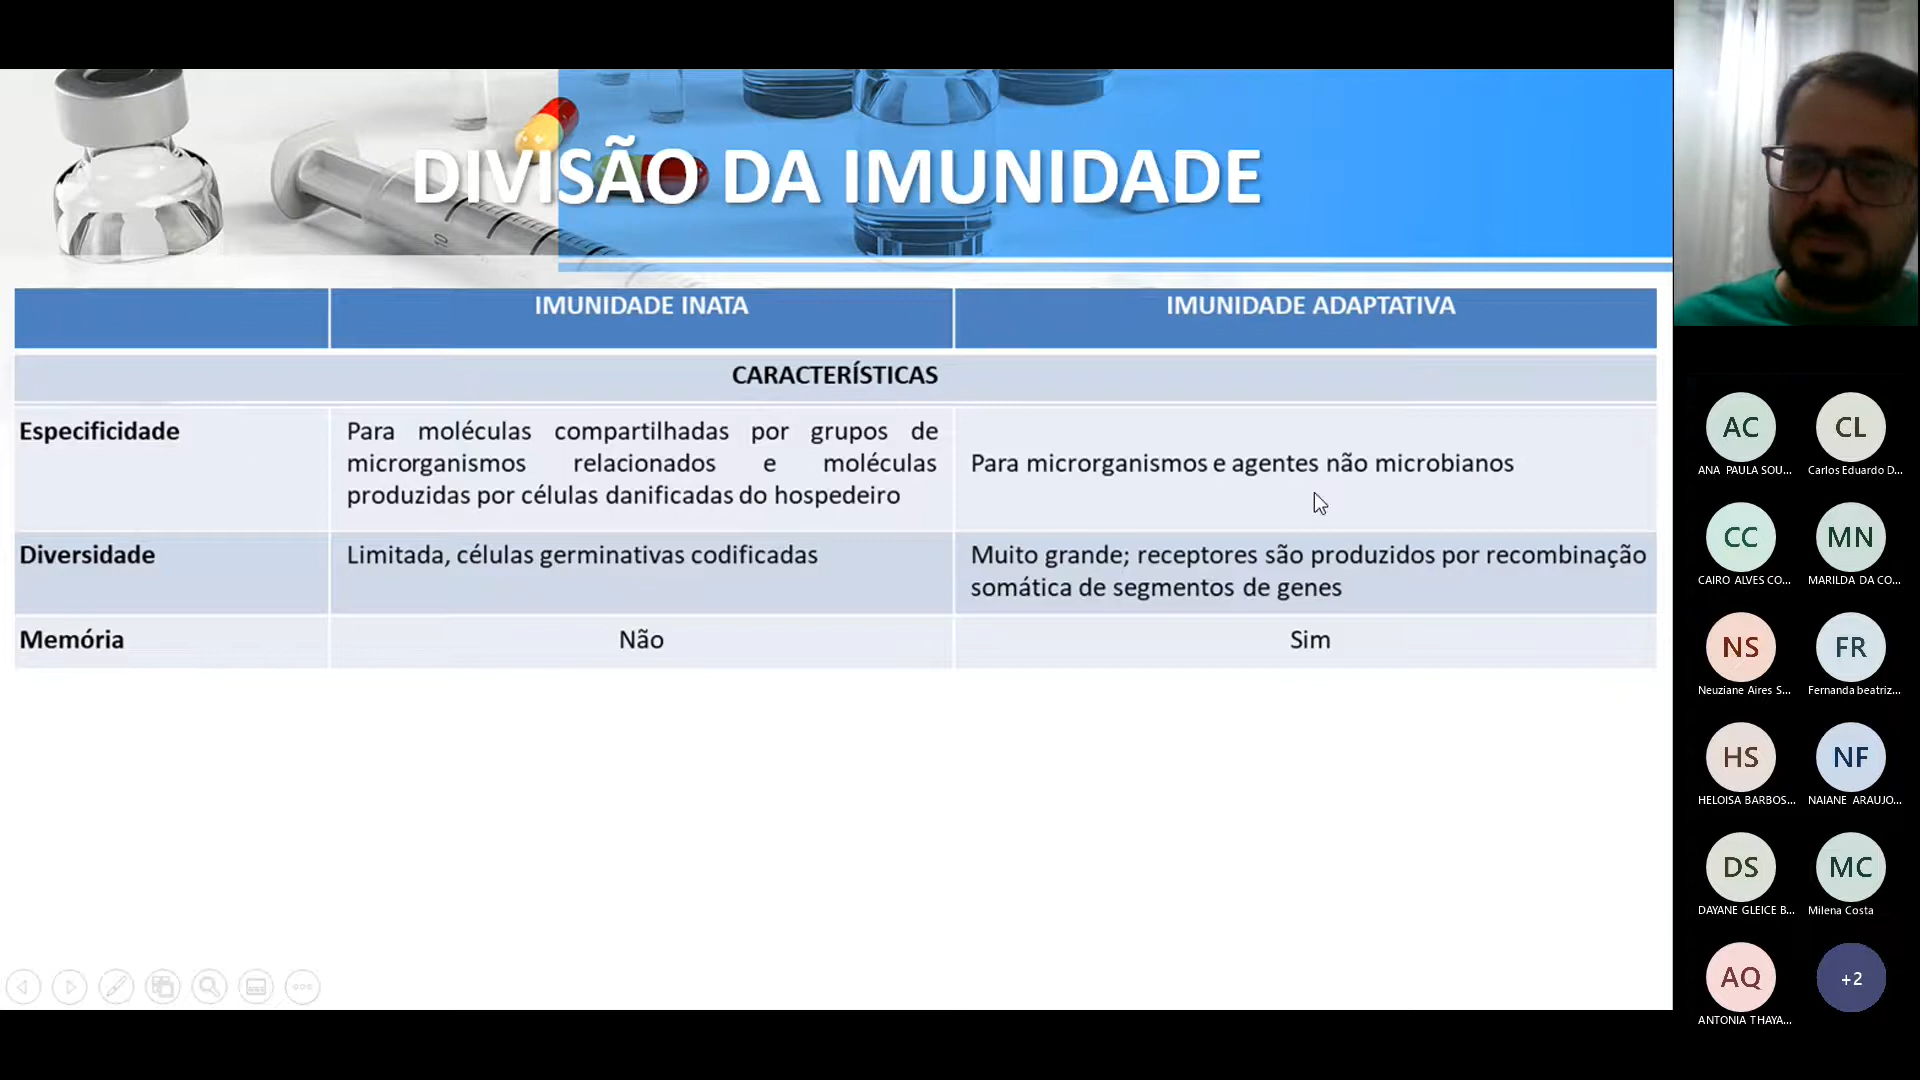 DIVISÃO DA IMUNIDADE
10
IMUNIDADE INATA
IMUNIDADE ADAPTATIVA
CARACTERÍSTICAS
Especificidade
Para moléculas compartilhadas por grupos de
microrganismos relacionados e moléculas
produzidas por células danificadas do hospedeiro
Para microrganismos e agentes não microbianos
Diversidade
Limitada, células germinativas codificadas
Muito grande; receptores são produzidos por recombinação
somática de segmentos de genes
Memória
Não
Sim
AC
ANA PAULA SOU...
CL
Carlos Eduardo D...
CC
CAIRO ALVES CO...
MN
MARILDA DA CO...
NS
Neuziane Aires S...
FR
Fernanda beatriz...
HS
HELOISA BARBOS...
NF
NAIANE ARAUJO...
DS
DAYANE GLEICE B...
MC
Milena Costa
AQ
ANTONIA THAYA...
+2